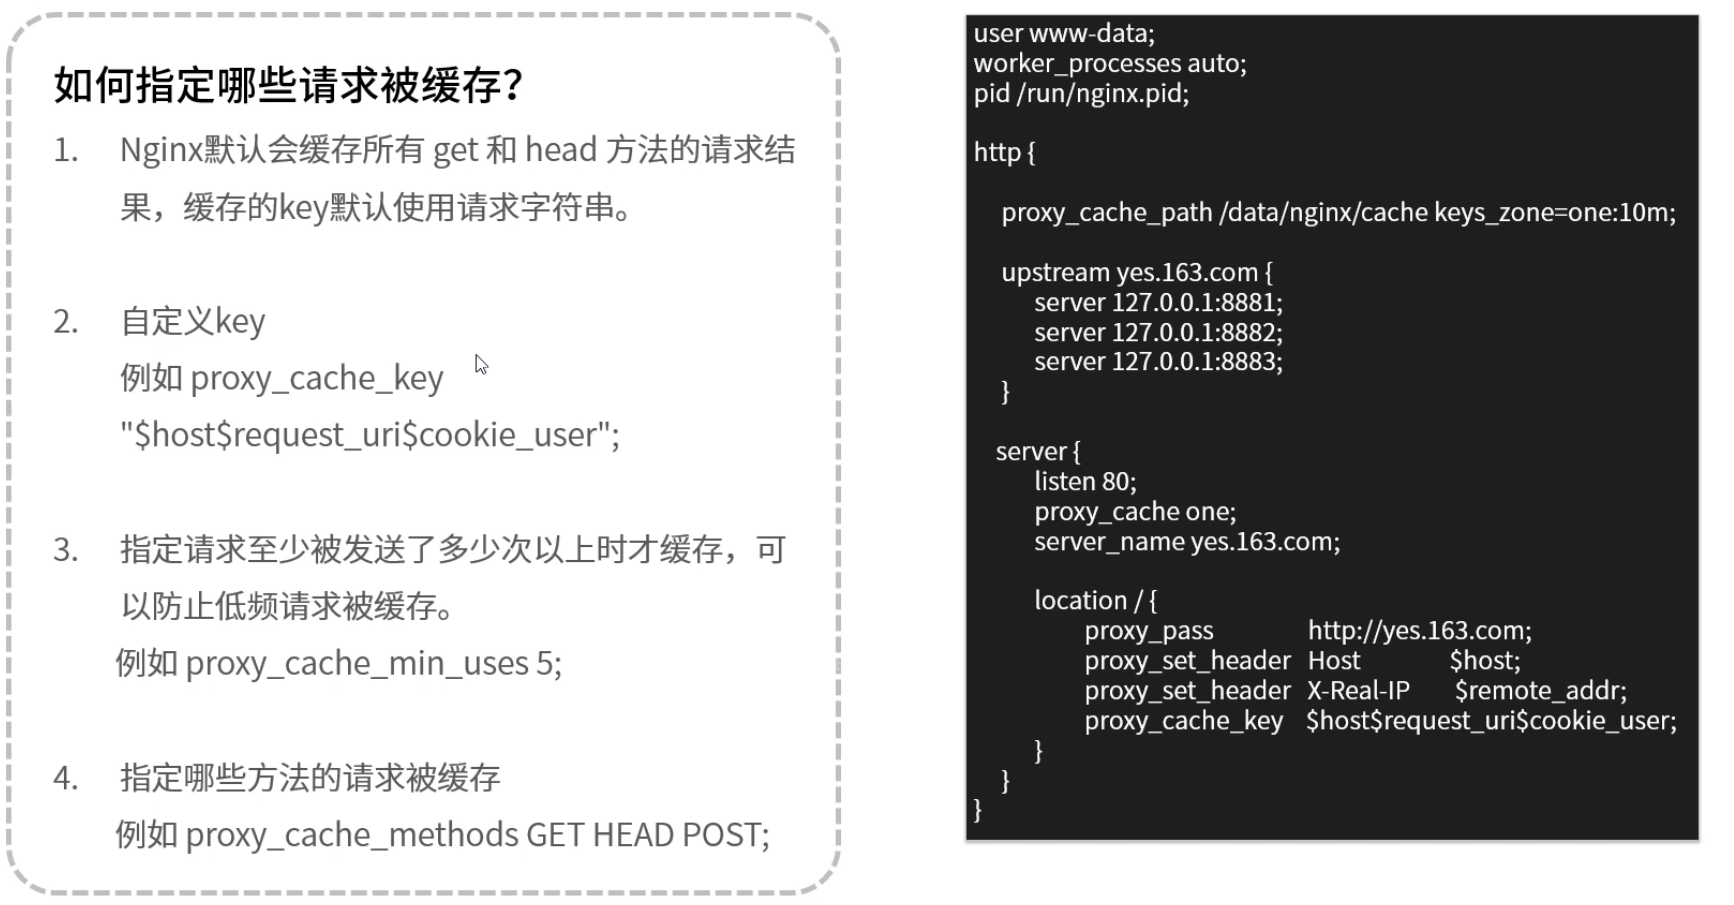 如何指定哪些请求被缓存？
1. Nginx默认会缓存所有 get 和 head 方法的请求结
果，缓存的key默认使用请求字符串。
2. 自定义key
例如 proxy_cache_key
"$host$request_uri$cookie_user";
3. 指定请求至少被发送了多少次以上时才缓存，可
以防止低频请求被缓存。
例如 proxy_cache_min_uses 5;
4. 指定哪些方法的请求被缓存
例如 proxy_cache_methods GET HEAD POST;
user www-data;
worker_processes auto;
pid /run/nginx.pid;
http {
proxy_cache_path /data/nginx/cache keys_zone=one:10m;
upstream yes.163.com {
server 127.0.0.1:8881;
server 127.0.0.1:8882;
server 127.0.0.1:8883;
}
server {
listen 80;
proxy_cache one;
server_name yes.163.com;
location / {
proxy_pass http://yes.163.com;
proxy_set_header Host $host;
proxy_set_header X-Real-IP $remote_addr;
proxy_cache_key $host$request_uri$cookie_user;
}
}
}